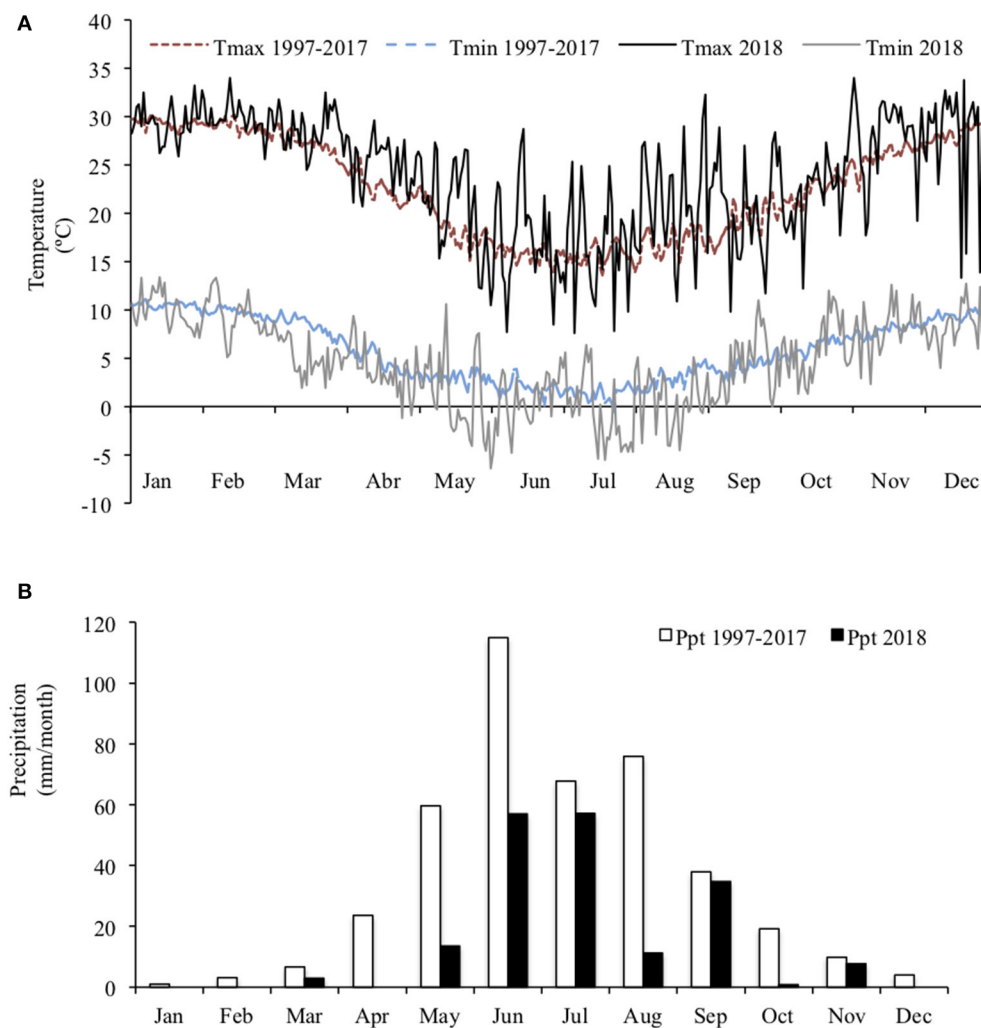 A
Tmax 1997-2017 Tmin 1997-2017 Tmax 2018 Tmin 2018
40
35
30
25
20
15
10
5
0
-5
-10
Temperature
(ºC)
Jan Feb Mar Abr May Jun Jul Aug Sep Oct Nov Dec
B
Ppt 1997-2017 Ppt 2018
120
100
80
60
40
20
0
Precipitation
(mm/month)
Jan Feb Mar Apr May Jun Jul Aug Sep Oct Nov Dec